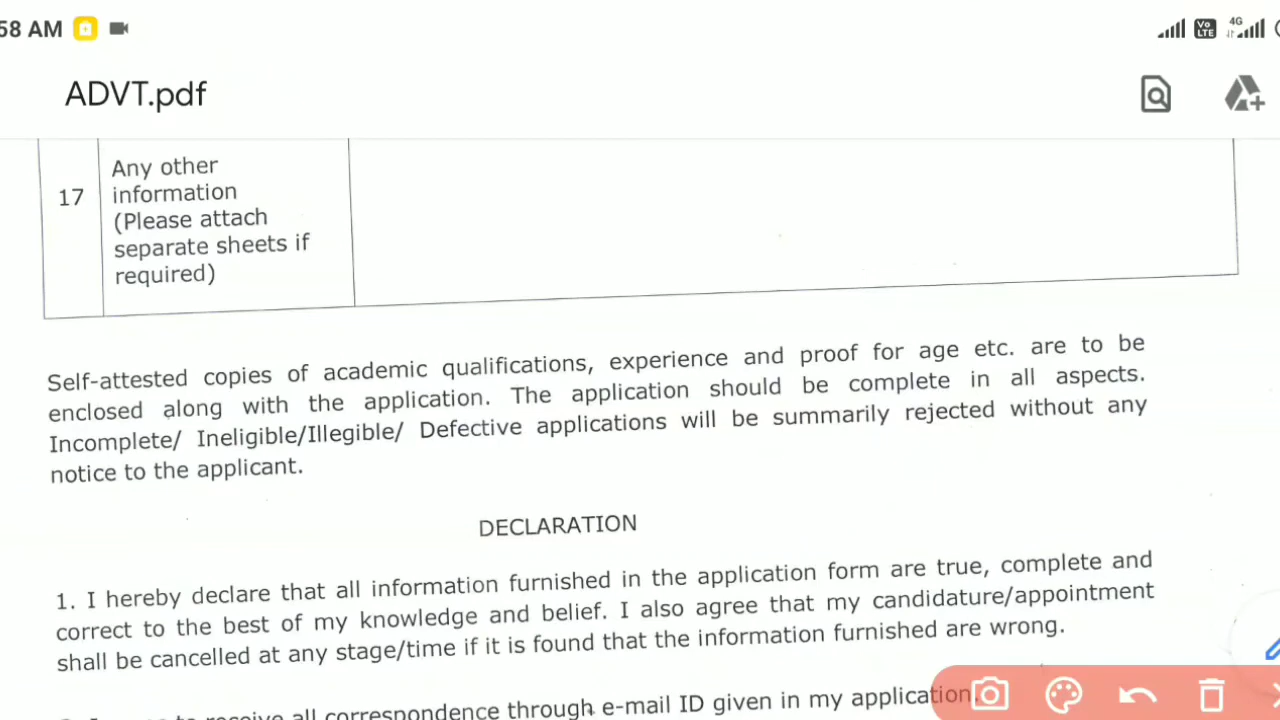 58 AM
Vo LTE 4G
ADVT.pdf
17
Any other
information
(Please attach
separate sheets if
required)
Self-attested copies of academic qualifications, experience and proof for age etc. are to be
enclosed along with the application. The application should be complete in all aspects.
Incomplete/ Ineligible/Illegible/ Defective applications will be summarily rejected without any
notice to the applicant.
DECLARATION
1. I hereby declare that all information furnished in the application form are true, complete and
correct to the best of my knowledge and belief. I also agree that my candidature/appointment
shall be cancelled at any stage/time if it is found that the information furnished are wrong.
to receive all correspondence through e-mail ID given in my application.